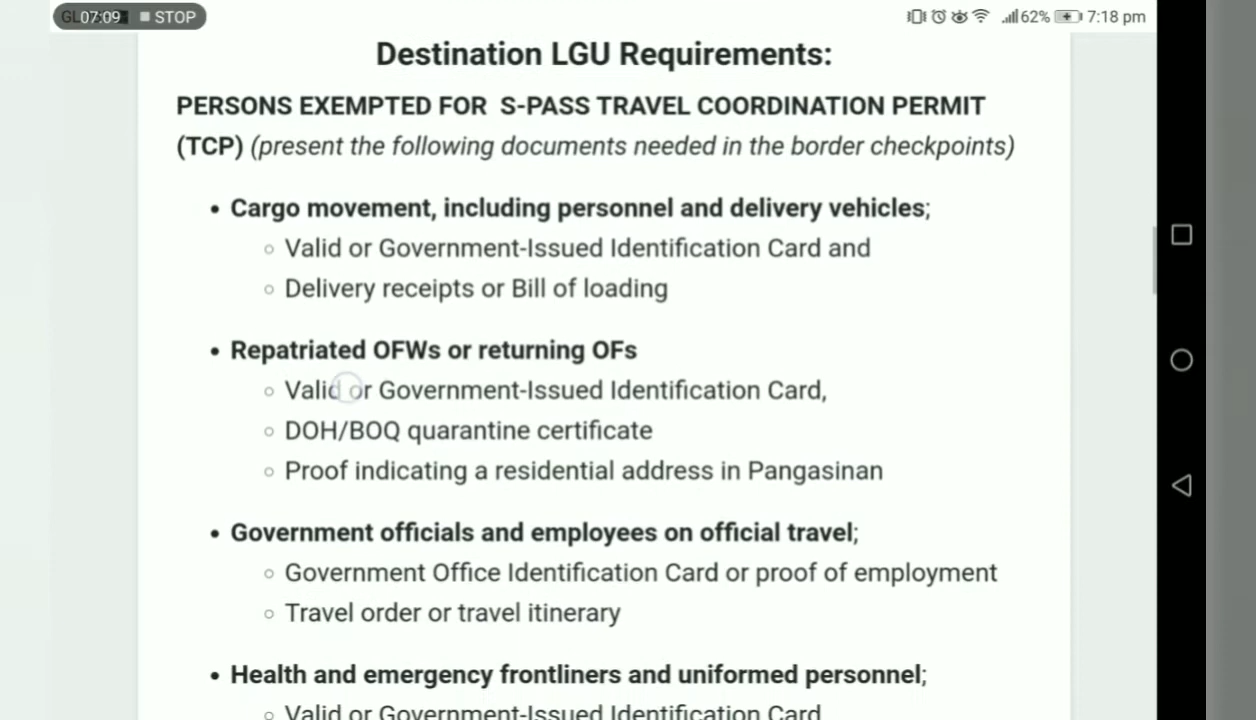 07:09 STOP 62% 7:18 pm
Destination LGU Requirements:
PERSONS EXEMPTED FOR S-PASS TRAVEL COORDINATION PERMIT
(TCP) (present the following documents needed in the border checkpoints)
• Cargo movement, including personnel and delivery vehicles;
○ Valid or Government-Issued Identification Card and
○ Delivery receipts or Bill of loading
• Repatriated OFWs or returning OFs
○ Valid or Government-Issued Identification Card,
○ DOH/BOQ quarantine certificate
○ Proof indicating a residential address in Pangasinan
• Government officials and employees on official travel;
○ Government Office Identification Card or proof of employment
○ Travel order or travel itinerary
• Health and emergency frontliners and uniformed personnel;
○ Valid or Government-Issued Identification Card